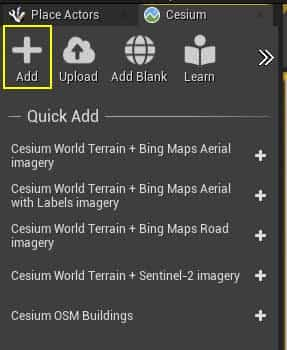 Place Actors Cesium
Add Upload Add Blank Learn
Quick Add
Cesium World Terrain + Bing Maps Aerial
imagery
Cesium World Terrain + Bing Maps Aerial
with Labels imagery
Cesium World Terrain + Bing Maps Road
imagery
Cesium World Terrain + Sentinel-2 imagery
Cesium OSM Buildings